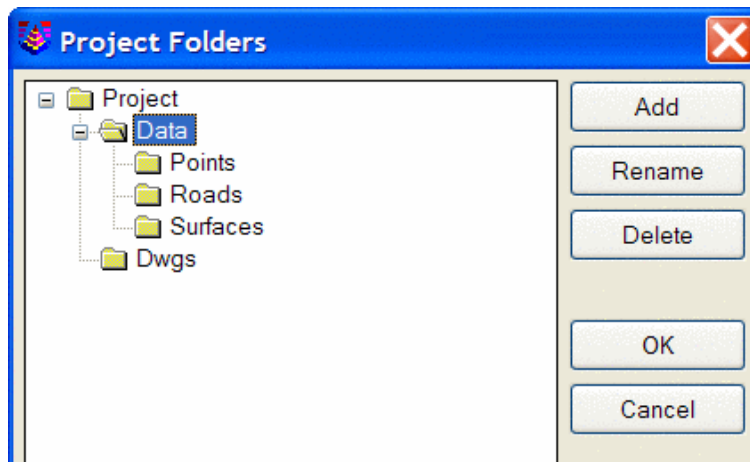 Project Folders
Project
Data
Points
Roads
Surfaces
Dwgs
Add
Rename
Delete
OK
Cancel